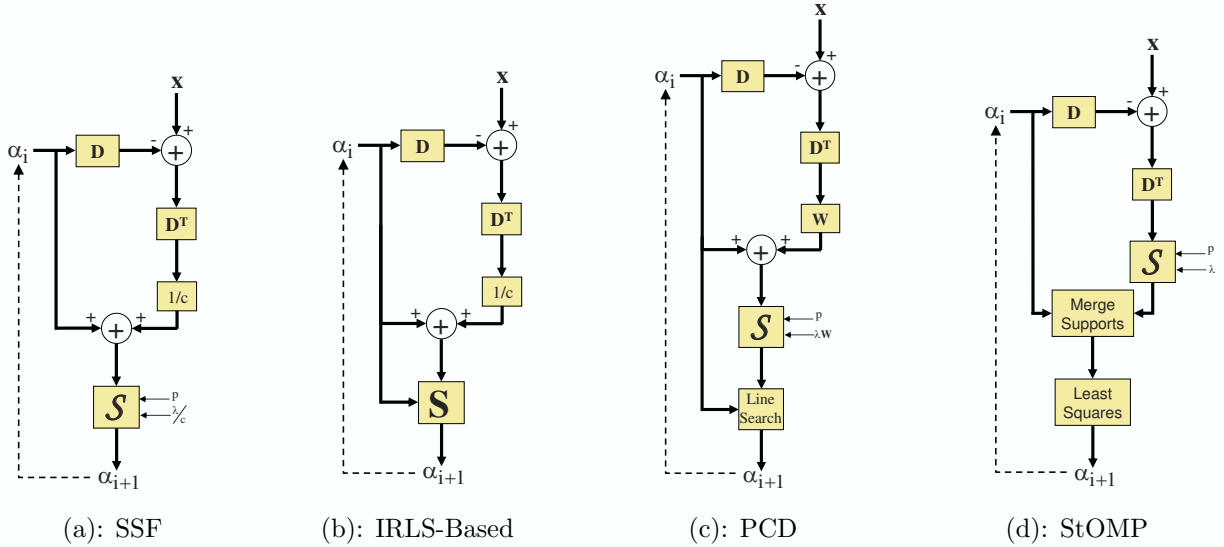 x
+
α_i
D
-
+
D^T
1/c
+
+
+
S
p
λ/c
α_{i+1}
(a): SSF
x
+
α_i
D
-
+
D^T
1/c
+
+
+
S
α_{i+1}
(b): IRLS-Based
x
+
α_i
D
-
+
D^T
W
+
+
+
S
p
λW
Line
Search
α_{i+1}
(c): PCD
x
+
α_i
D
-
+
D^T
S
p
λ
Merge
Supports
Least
Squares
α_{i+1}
(d): StOMP